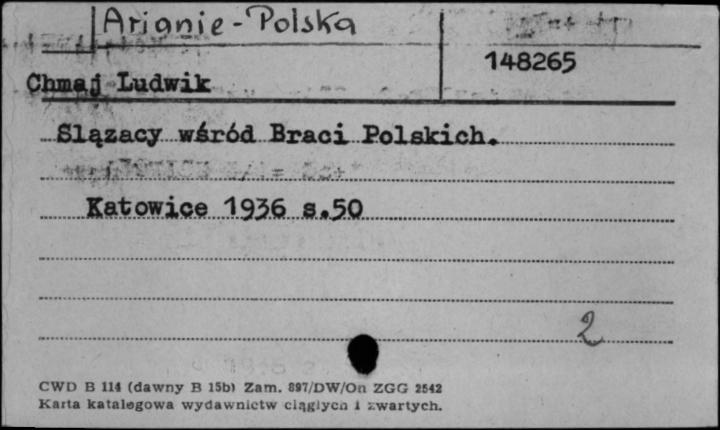 Arianie - Polska
148265
Chmaj Ludwik
Slązacy wśród Braci Polskich.
Katowice 1936 s.50
2
CWD B 114 (dawny B 15b) Zam. 897/DW/On ZGG 2542
Karta katalogowa wydawnictw ciągłych i zwartych.